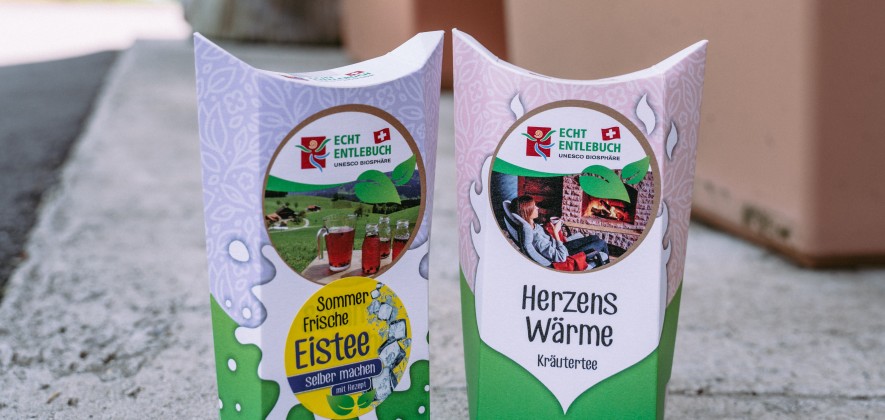 ECHT
ENTLEBUCH
UNESCO BIOSPHÄRE
Sommer
Frische
Eistee
selber machen
mit Rezept
ECHT
ENTLEBUCH
UNESCO BIOSPHÄRE
Herzens
Wärme
Kräutertee